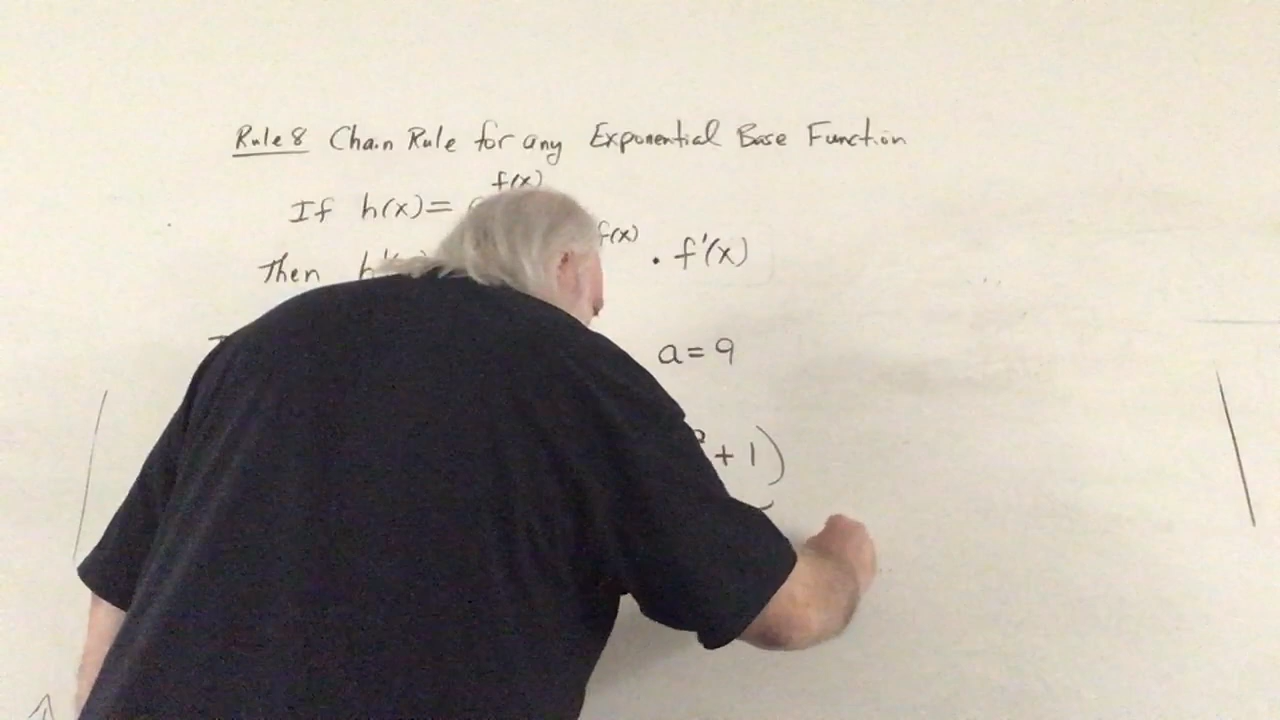 Rule 8 Chain Rule for any Exponential Base Function
If h(x)= f(x)
Then f(x) · f'(x)
a=9
+ 1)